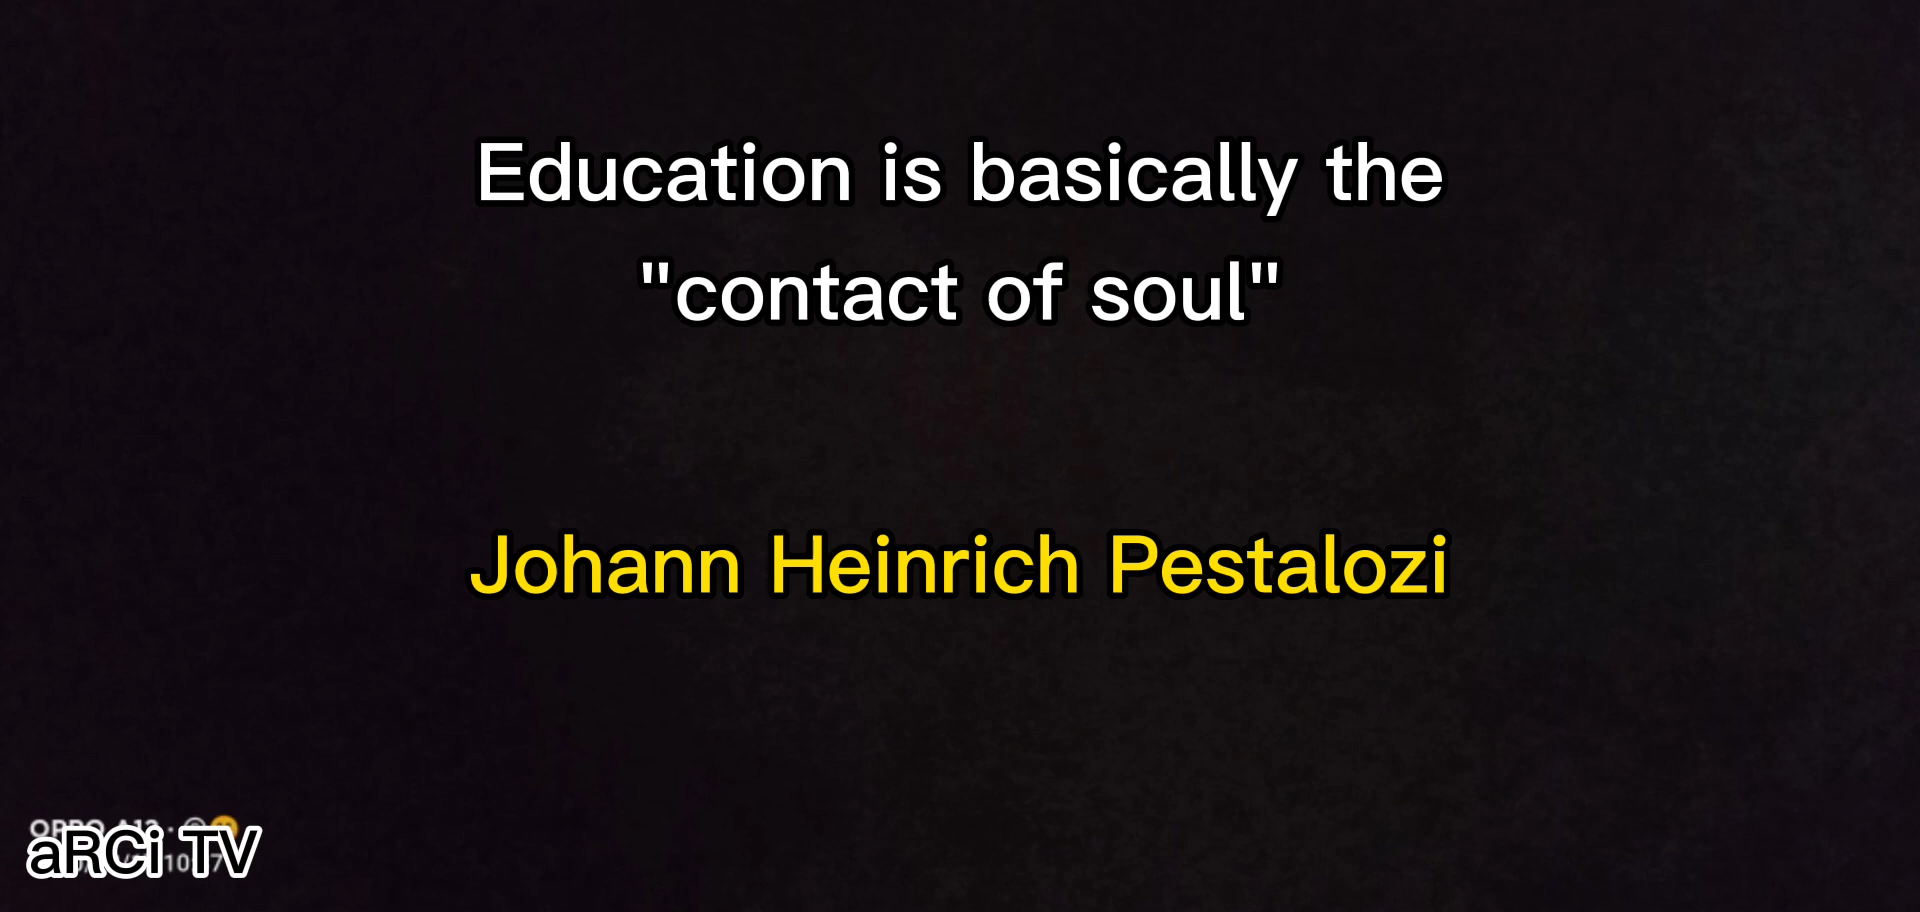 Education is basically the
"contact of soul"
Johann Heinrich Pestalozi
aRCi TV